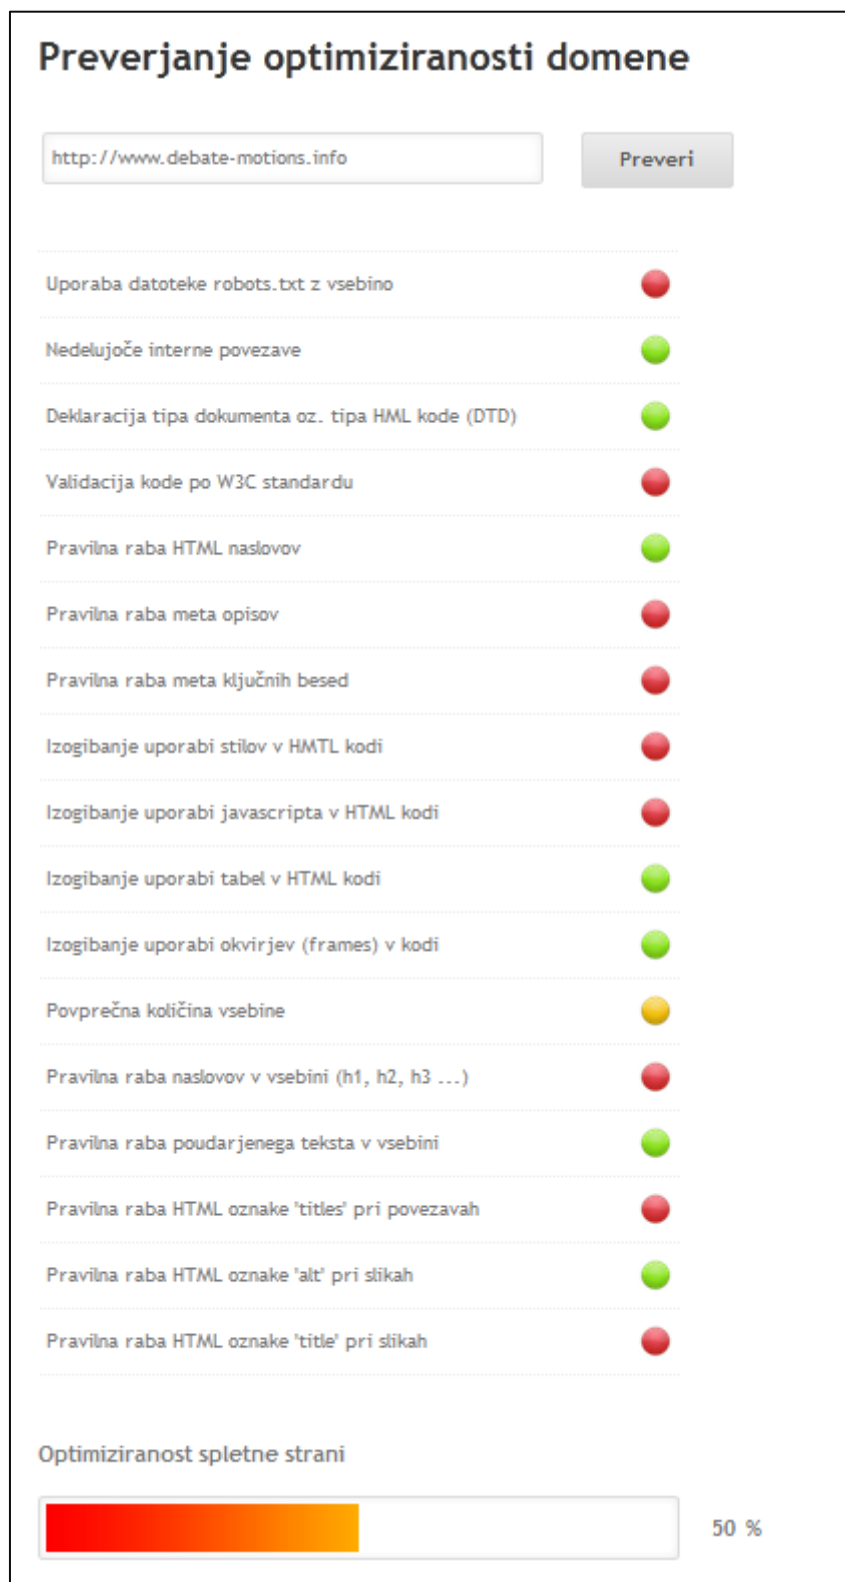 Preverjanje optimiziranosti domene
http://www.debate-motions.info
Preveri
Uporaba datoteke robots.txt z vsebino
Nedelujoče interne povezave
Deklaracija tipa dokumenta oz. tipa HML kode (DTD)
Validacija kode po W3C standardu
Pravilna raba HTML naslovov
Pravilna raba meta opisov
Pravilna raba meta ključnih besed
Izogibanje uporabi stilov v HMTL kodi
Izogibanje uporabi javascripta v HTML kodi
Izogibanje uporabi tabel v HTML kodi
Izogibanje uporabi okvirjev (frames) v kodi
Povprečna količina vsebine
Pravilna raba naslovov v vsebini (h1, h2, h3 ...)
Pravilna raba poudarjenega teksta v vsebini
Pravilna raba HTML oznake 'titles' pri povezavah
Pravilna raba HTML oznake 'alt' pri slikah
Pravilna raba HTML oznake 'title' pri slikah
Optimiziranost spletne strani
50 %